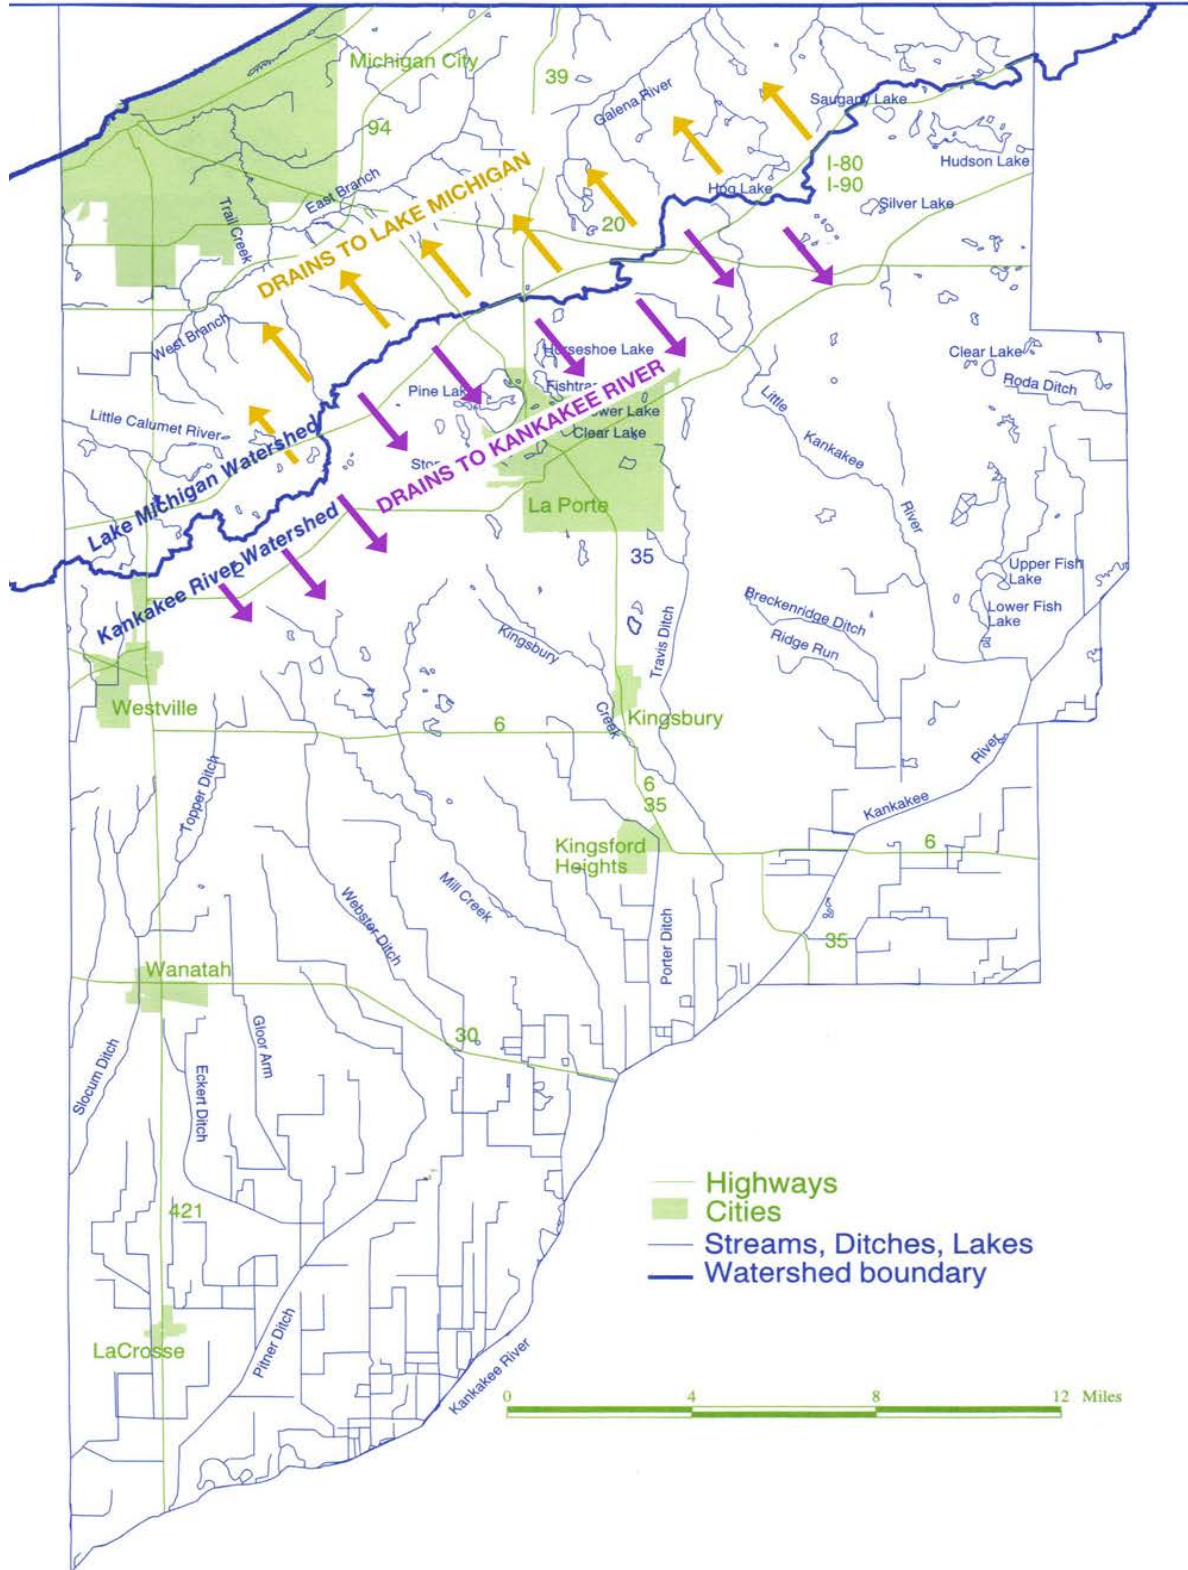 Michigan City
39
Galena River
Saugany Lake
94
Hudson Lake
I-80
I-90
East Branch
Hog Lake
Trail Creek
DRAINS TO LAKE MICHIGAN
20
Silver Lake
West Branch
Horseshoe Lake
Clear Lake
Roda Ditch
Pine Lake
Little
Kankakee
River
Little Calumet River
Lake Michigan Watershed
Clear Lake
DRAINS TO KANKAKEE RIVER
La Porte
Kankakee River Watershed
35
Upper Fish
Lake
Lower Fish
Lake
Breckenridge Ditch
Ridge Run
Kingsbury
Creek
Travis Ditch
Westville
Kingsbury
6
River
Kankakee
Topper Ditch
6
35
Kingsford
Heights
6
Mill Creek
Webster Ditch
Porter Ditch
35
Wanatah
30
Slocum Ditch
Eckert Ditch
Gloor Arm
421
Highways
Cities
Streams, Ditches, Lakes
Watershed boundary
LaCrosse
Pitner Ditch
Kankakee River
0 4 8 12 Miles